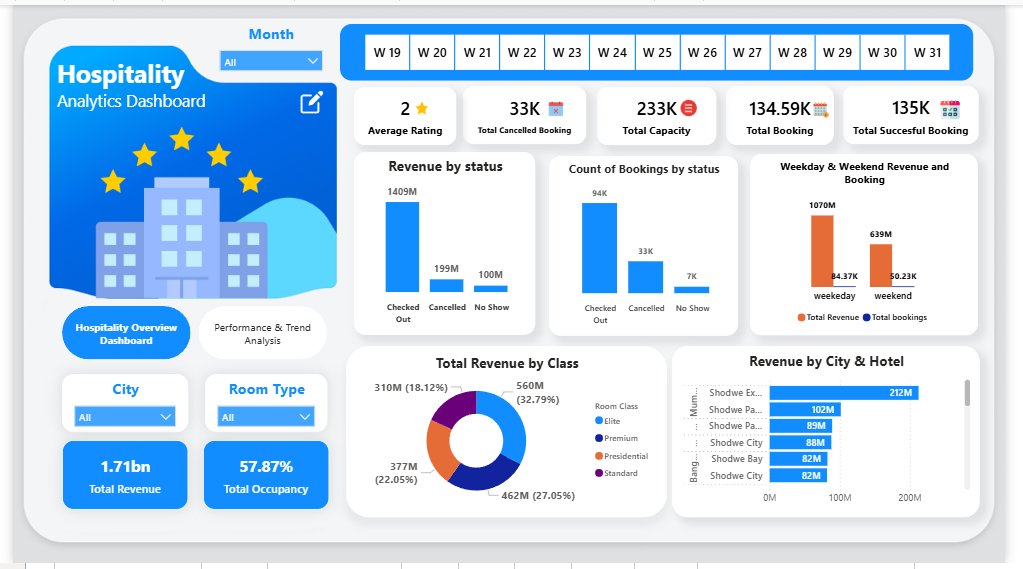 Month
All
Hospitality
Analytics Dashboard
W 19 W 20 W 21 W 22 W 23 W 24 W 25 W 26 W 27 W 28 W 29 W 30 W 31
2
Average Rating
33K
Total Cancelled Booking
233K
Total Capacity
134.59K
Total Booking
135K
Total Succesful Booking
Revenue by status
1409M
199M
100M
Checked Out
Cancelled
No Show
Count of Bookings by status
94K
33K
7K
Checked Out
Cancelled
No Show
Weekday & Weekend Revenue and
Booking
1070M
639M
84.37K
50.23K
weekeday
weekend
Total Revenue
Total bookings
Hospitality Overview
Dashboard
Performance & Trend
Analysis
City
All
Room Type
All
1.71bn
Total Revenue
57.87%
Total Occupancy
Total Revenue by Class
310M (18.12%)
560M
(32.79%)
377M
(22.05%)
462M (27.05%)
Room Class
Elite
Premium
Presidential
Standard
Revenue by City & Hotel
Mum...
Shodwe Ex... 212M
Shodwe Pa... 102M
... Shodwe Pa... 89M
... Shodwe City 88M
Bang...
Shodwe Bay 82M
Shodwe City 82M
0M 100M 200M